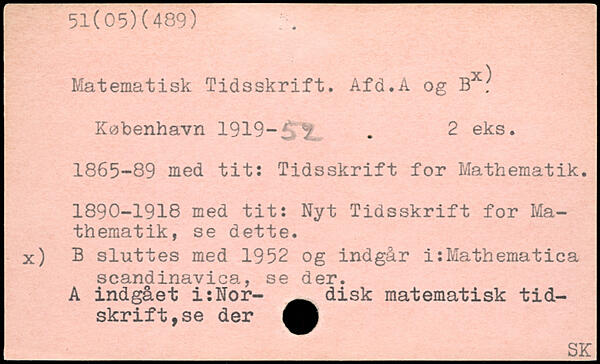 51(05)(489)
Matematisk Tidsskrift. Afd.A og B x)
København 1919-52 . 2 eks.
1865-89 med tit: Tidsskrift for Mathematik.
1890-1918 med tit: Nyt Tidsskrift for Ma-
thematik, se dette.
x) B sluttes med 1952 og indgår i:Mathematica
scandinavica, se der.
A indgået i:Nor- disk matematisk tid-
skrift,se der
SK